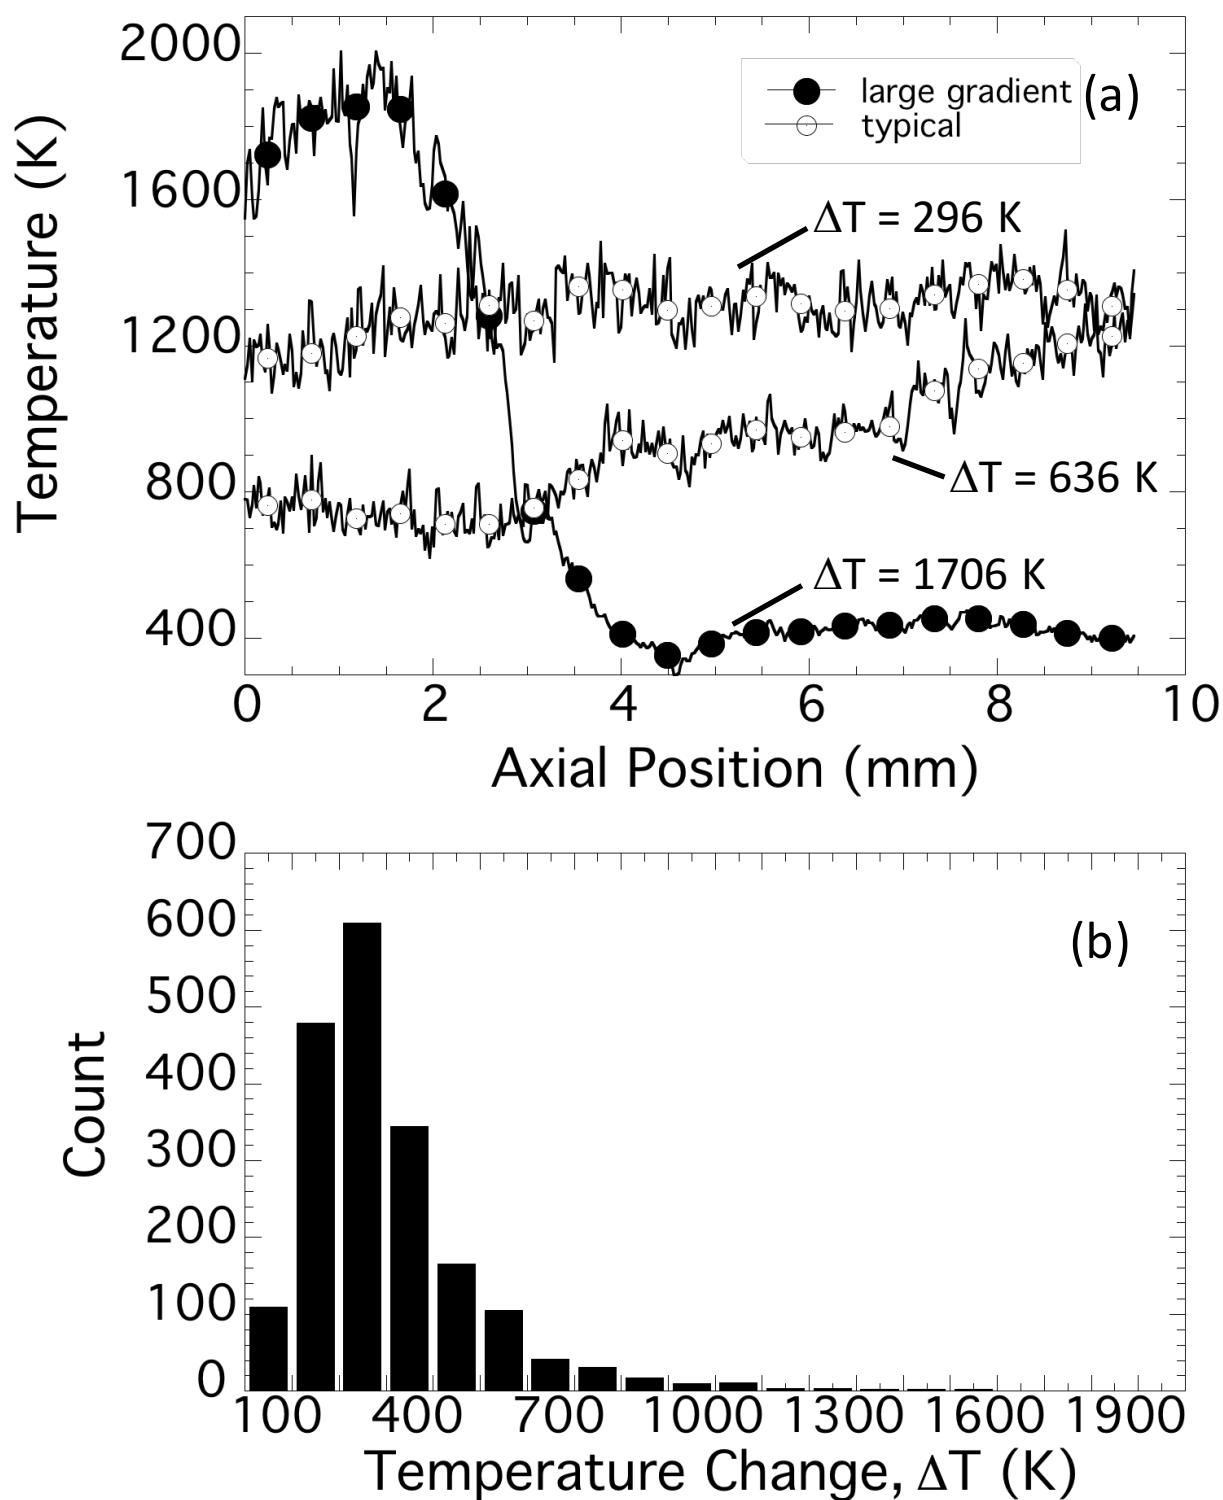 2000
1600
1200
800
400
Temperature (K)
large gradient
typical
(a)
ΔT = 296 K
ΔT = 636 K
ΔT = 1706 K
0 2 4 6 8 10
Axial Position (mm)
700
600
500
400
300
200
100
0
Count
(b)
100 400 700 1000 1300 1600 1900
Temperature Change, ΔT (K)